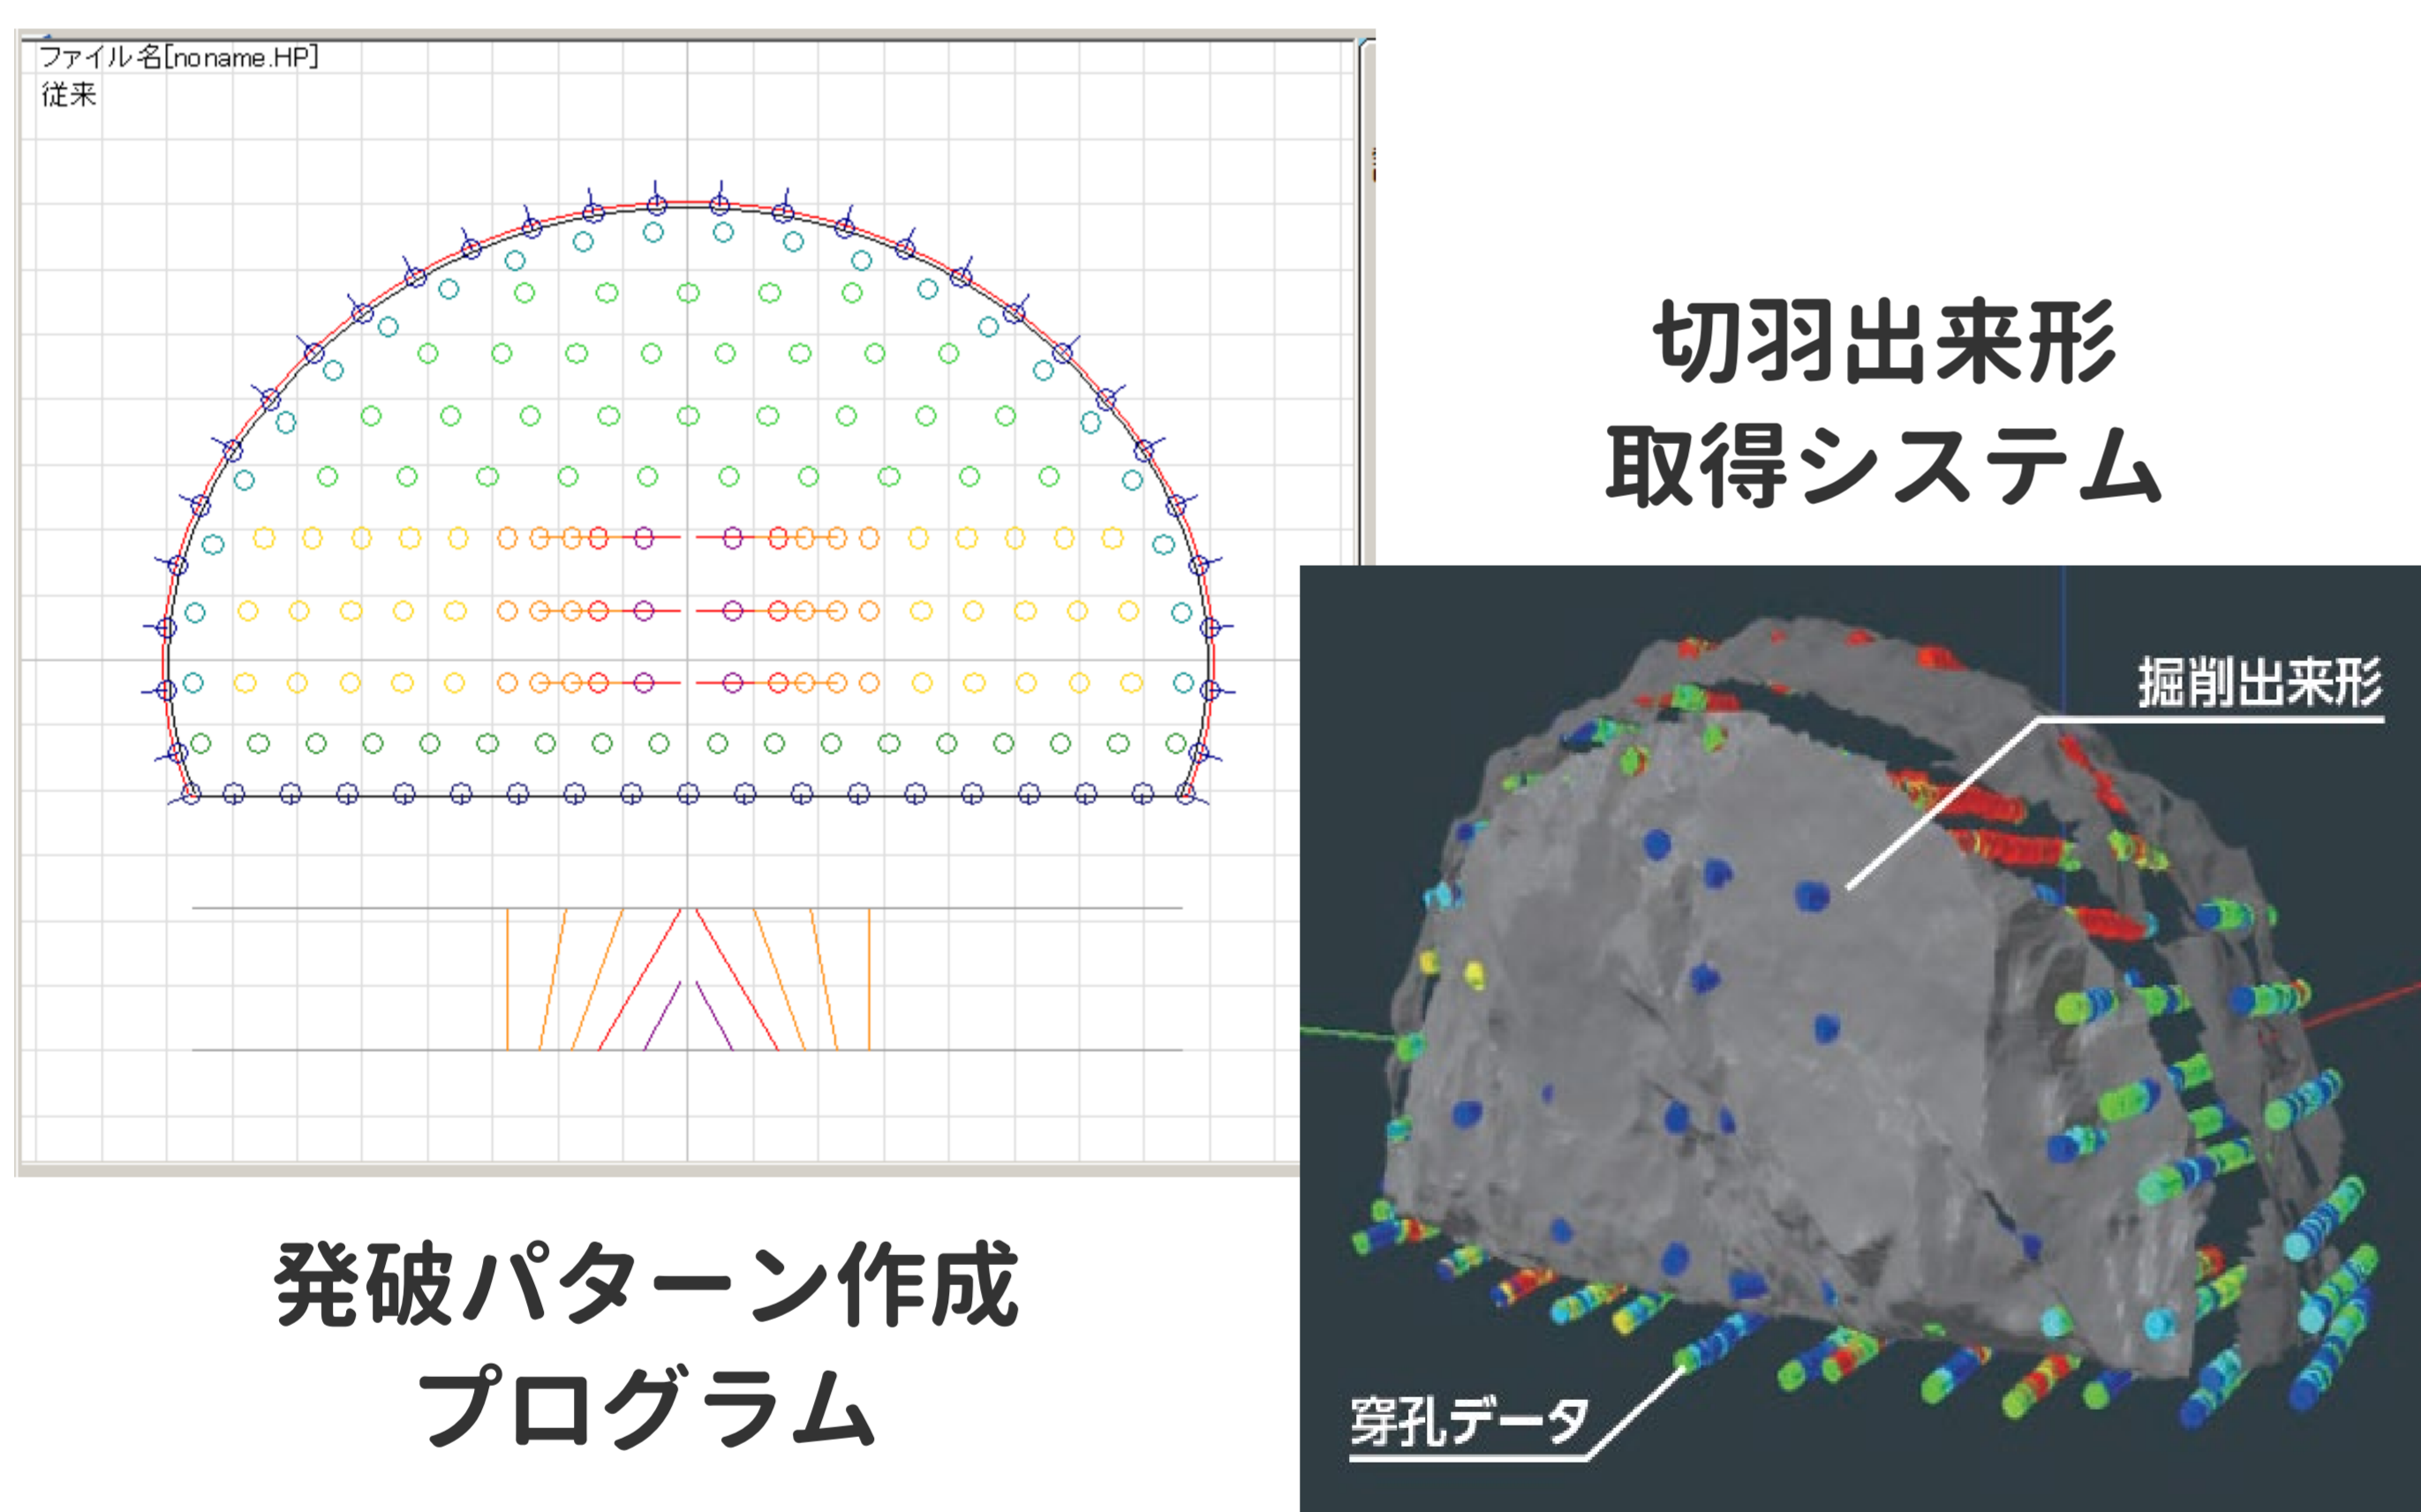 ファイル名[noname.HP]
従来
切羽出来形
取得システム
掘削出来形
穿孔データ
発破パターン作成
プログラム